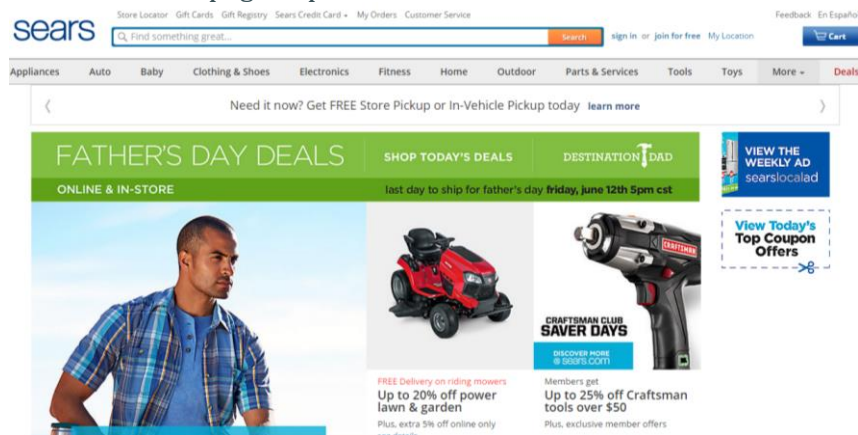 Store Locator Gift Cards Gift Registry Sears Credit Card My Orders Customer Service Feedback En Español
sears
Find something great...
Search
sign in or join for free My Location
Cart
Appliances Auto Baby Clothing & Shoes Electronics Fitness Home Outdoor Parts & Services Tools Toys More Deals
Need it now? Get FREE Store Pickup or In-Vehicle Pickup today learn more
FATHER'S DAY DEALS
SHOP TODAY'S DEALS
DESTINATION DAD
ONLINE & IN-STORE
last day to ship for father's day friday, june 12th 5pm cst
VIEW THE
WEEKLY AD
searslocalad
View Today's
Top Coupon
Offers
CRAFTSMAN
CRAFTSMAN CLUB
SAVER DAYS
DISCOVER MORE
@ sears.com
FREE Delivery on riding mowers
Up to 20% off power
lawn & garden
Plus, extra 5% off online only
Members get
Up to 25% off Craftsman
tools over $50
Plus, exclusive member offers